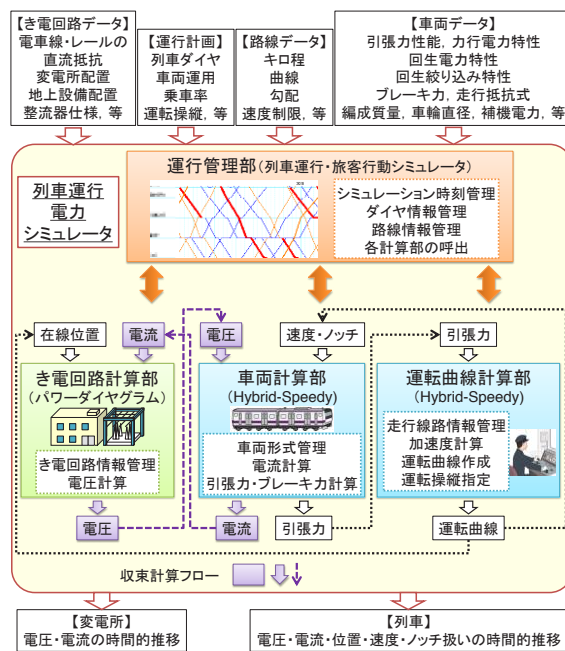 【き電回路データ】
電車線・レールの
直流抵抗
変電所配置
地上設備配置
整流器仕様, 等
【運行計画】
列車ダイヤ
車両運用
乗車率
運転操縦, 等
【路線データ】
キロ程
曲線
勾配
速度制限, 等
【車両データ】
引張力性能, 力行電力特性
回生電力特性
回生絞り込み特性
ブレーキ力, 走行抵抗式
編成質量, 車輪直径, 補機電力, 等
列車運行
電力
シミュレータ
運行管理部(列車運行・旅客行動シミュレータ)
シミュレーション時刻管理
ダイヤ情報管理
路線情報管理
各計算部の呼出
在線位置
電流
電圧
速度・ノッチ
引張力
き電回路計算部
(パワーダイヤグラム)
き電回路情報管理
電圧計算
車両計算部
(Hybrid-Speedy)
車両形式管理
電流計算
引張力・ブレーキ力計算
運転曲線計算部
(Hybrid-Speedy)
走行線路情報管理
加速度計算
運転曲線作成
運転操縦指定
電圧
電流
引張力
運転曲線
収束計算フロー
【変電所】
電圧・電流の時間的推移
【列車】
電圧・電流・位置・速度・ノッチ扱いの時間的推移